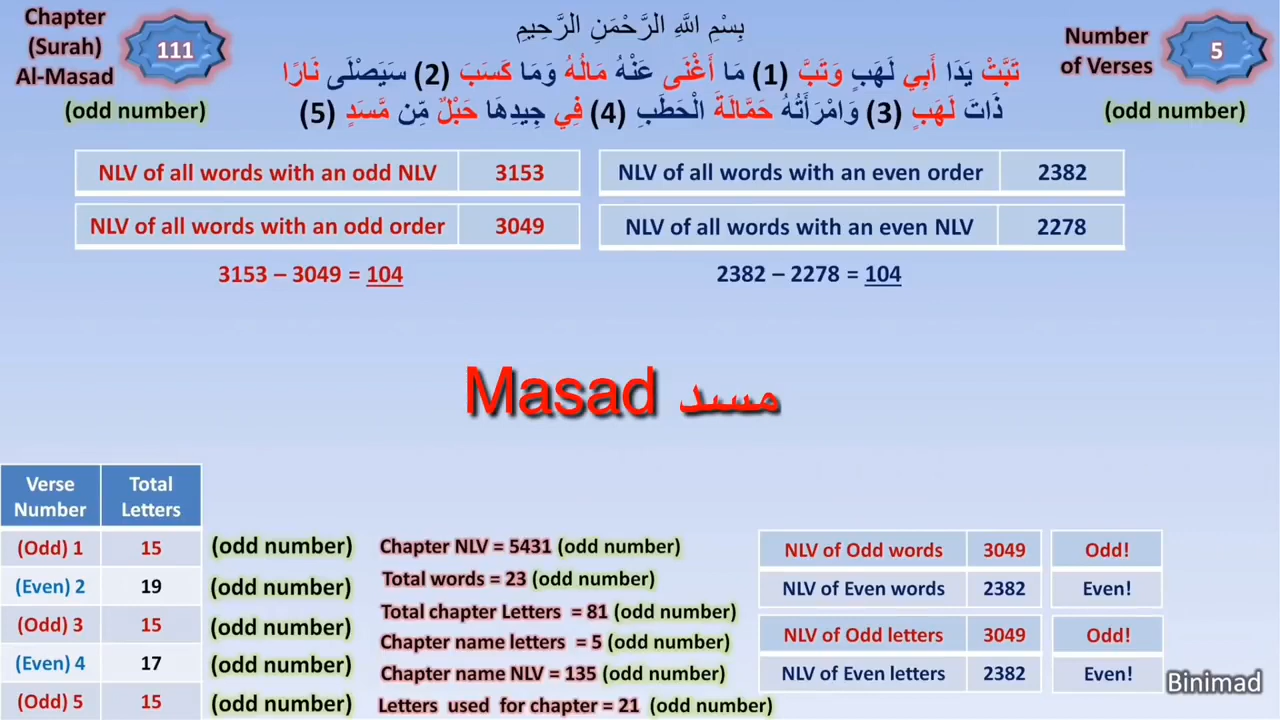 Chapter
(Surah)
Al-Masad
111
(odd number)
بِسْمِ اللَّهِ الرَّحْمَنِ الرَّحِيمِ
تَبَّتْ يَدَا أَبِي لَهَبٍ وَتَبَّ (1) مَا أَغْنَى عَنْهُ مَالُهُ وَمَا كَسَبَ (2) سَيَصْلَى نَارًا
ذَاتَ لَهَبٍ (3) وَامْرَأَتُهُ حَمَّالَةَ الْحَطَبِ (4) فِي جِيدِهَا حَبْلٌ مِّن مَّسَدٍ (5)
Number
of Verses
5
(odd number)
NLV of all words with an odd NLV 3153
NLV of all words with an even order 2382
NLV of all words with an odd order 3049
NLV of all words with an even NLV 2278
3153 – 3049 = 104
2382 – 2278 = 104
Masad مسد
Verse Number Total Letters
(Odd) 1 15 (odd number)
(Even) 2 19 (odd number)
(Odd) 3 15 (odd number)
(Even) 4 17 (odd number)
(Odd) 5 15 (odd number)
Chapter NLV = 5431 (odd number)
Total words = 23 (odd number)
Total chapter Letters = 81 (odd number)
Chapter name letters = 5 (odd number)
Chapter name NLV = 135 (odd number)
Letters used for chapter = 21 (odd number)
NLV of Odd words 3049 Odd!
NLV of Even words 2382 Even!
NLV of Odd letters 3049 Odd!
NLV of Even letters 2382 Even!
Binimad